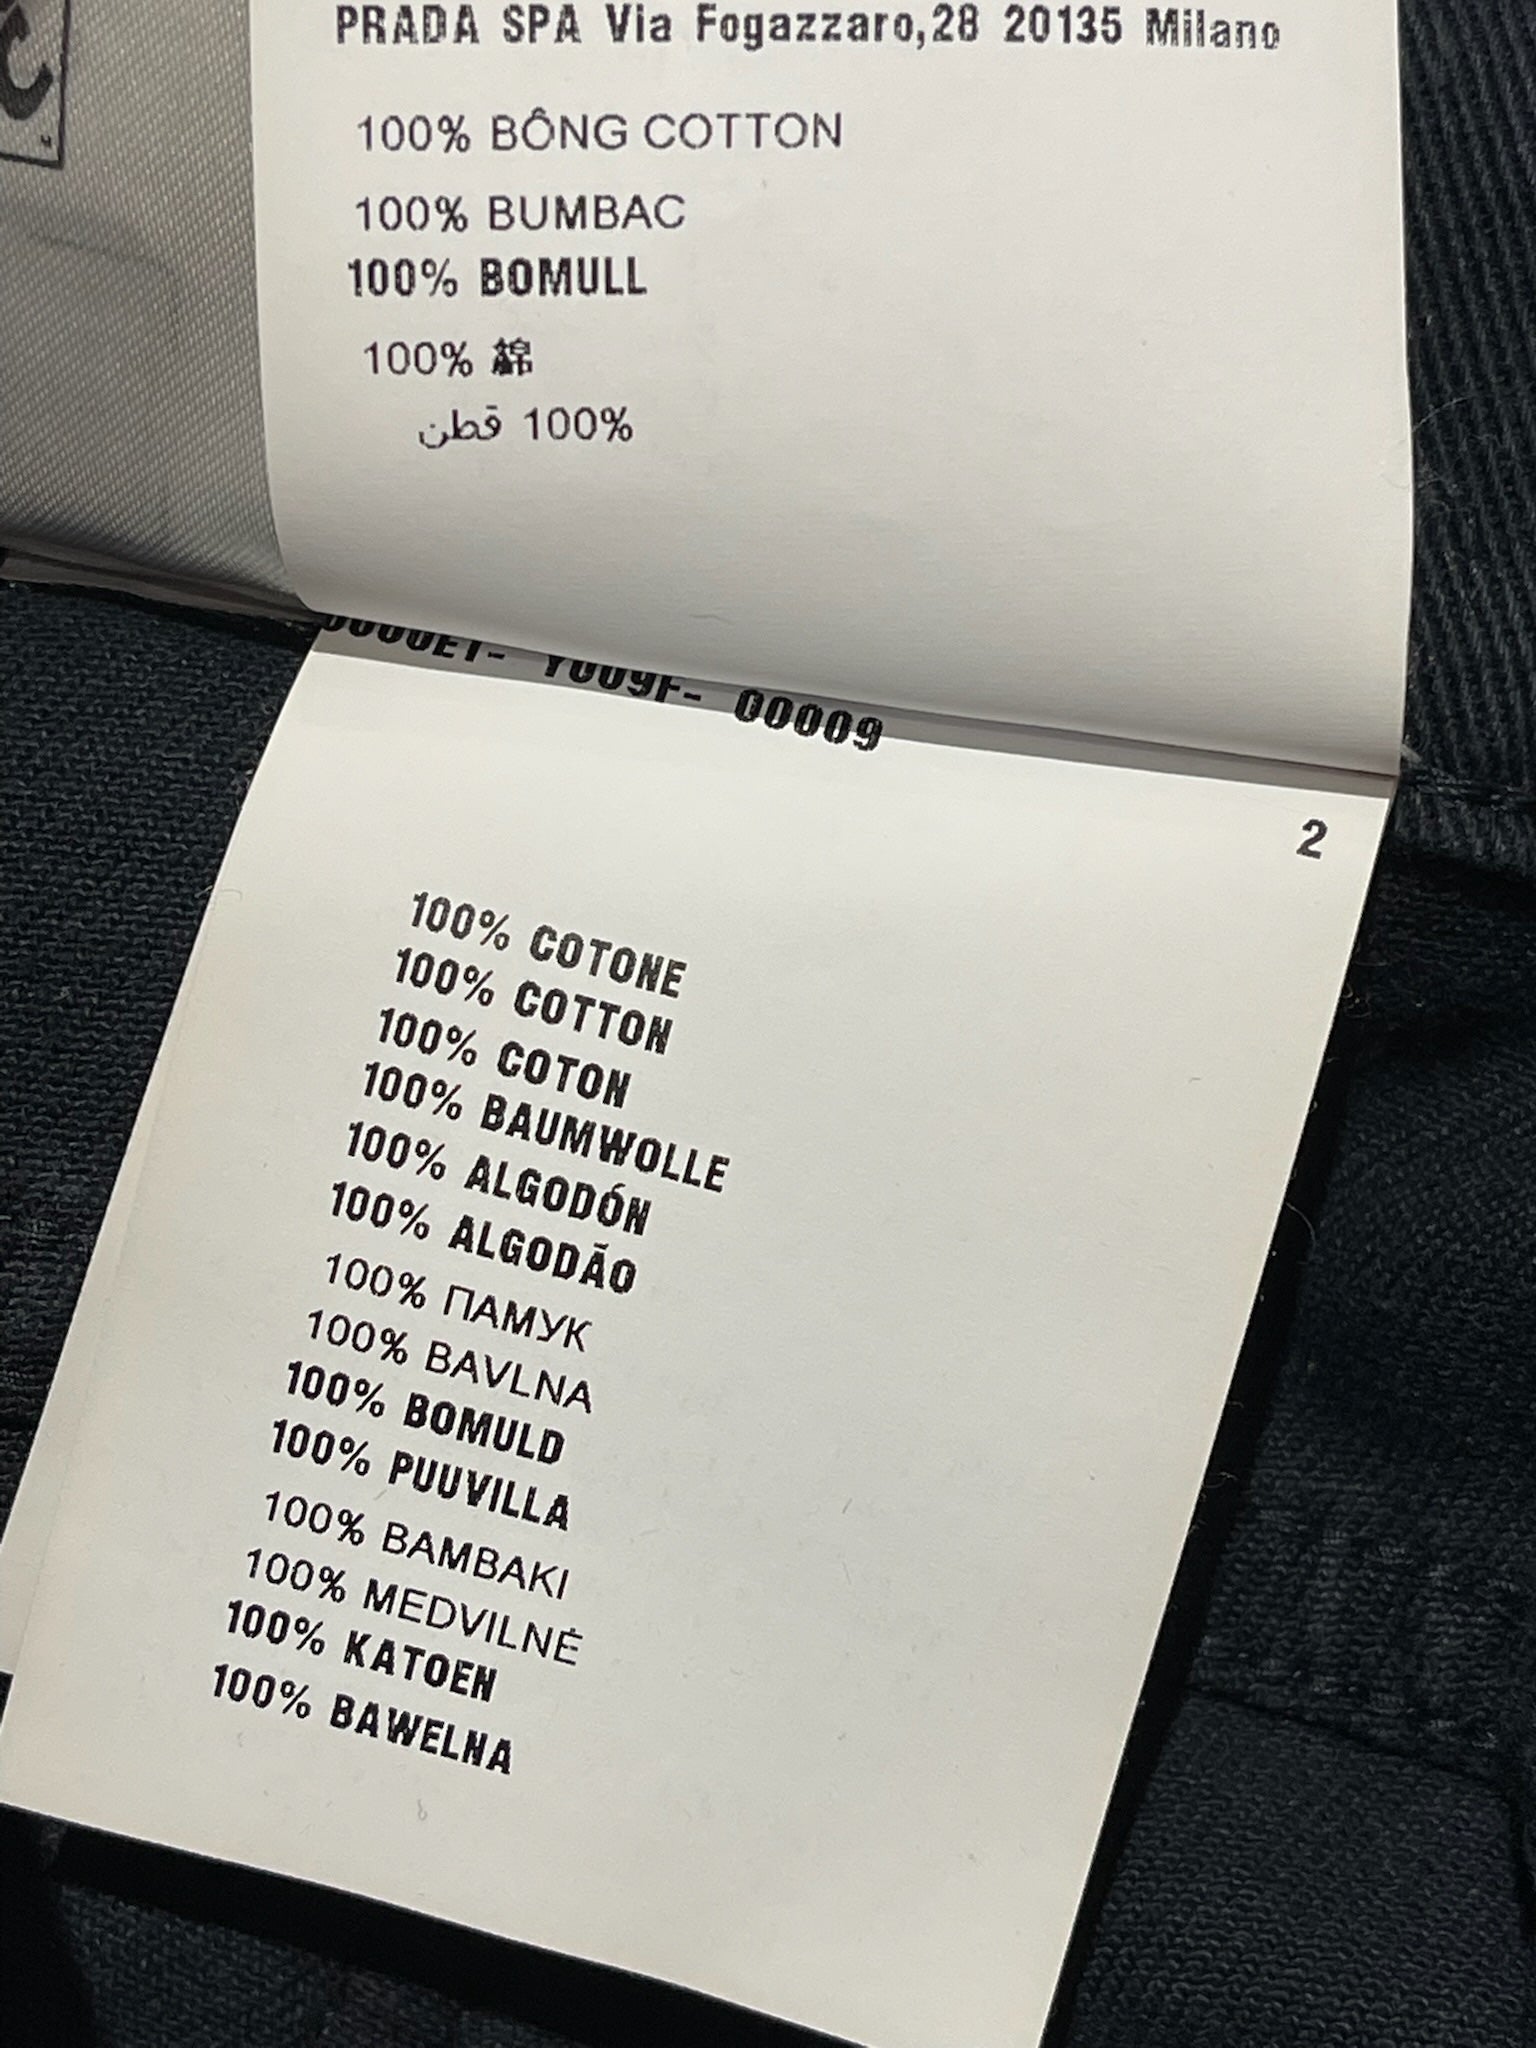 PRADA SPA Via Fogazzaro,28 20135 Milano
100% BÔNG COTTON
100% BUMBAC
100% BOMULL
100% 綿
100% قطن
Y009F- 00009
2
100% COTONE
100% COTTON
100% COTON
100% BAUMWOLLE
100% ALGODÓN
100% ALGODÃO
100% ПАМУК
100% BAVLNA
100% BOMULD
100% PUUVILLA
100% BAMBAKI
100% MEDVILNĖ
100% KATOEN
100% BAWELNA